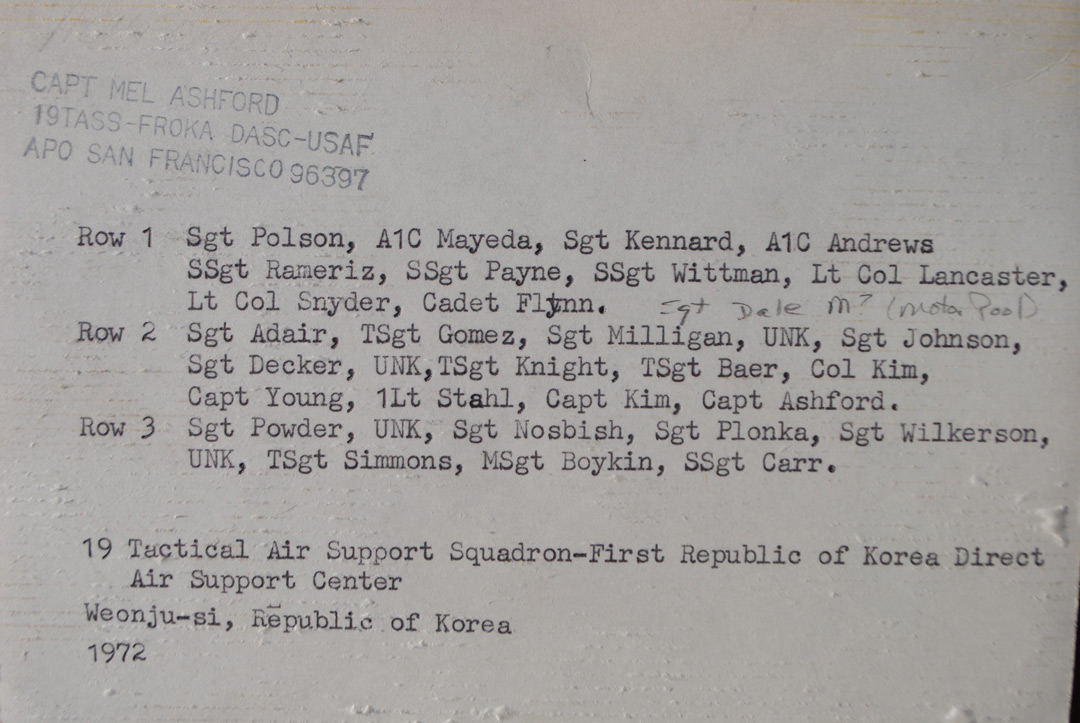 CAPT MEL ASHFORD
19TASS-FROKA DASC-USAF
APO SAN FRANCISCO 96397
Row 1 Sgt Polson, A1C Mayeda, Sgt Kennard, A1C Andrews
SSgt Rameriz, SSgt Payne, SSgt Wittman, Lt Col Lancaster,
Lt Col Snyder, Cadet Flynn. Sgt Dale M? (Motor Pool)
Row 2 Sgt Adair, TSgt Gomez, Sgt Milligan, UNK, Sgt Johnson,
Sgt Decker, UNK, TSgt Knight, TSgt Baer, Col Kim,
Capt Young, 1Lt Stahl, Capt Kim, Capt Ashford.
Row 3 Sgt Powder, UNK, Sgt Nosbish, Sgt Plonka, Sgt Wilkerson,
UNK, TSgt Simmons, MSgt Boykin, SSgt Carr.
19 Tactical Air Support Squadron-First Republic of Korea Direct
Air Support Center
Weonju-si, Republic of Korea
1972